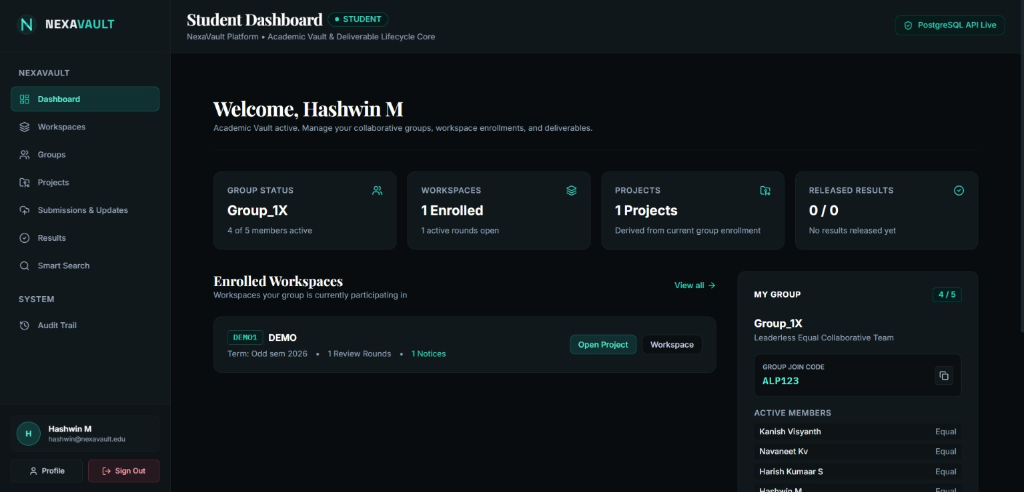 N NEXAVAULT
NEXAVAULT
Dashboard
Workspaces
Groups
Projects
Submissions & Updates
Results
Smart Search
SYSTEM
Audit Trail
H
Hashwin M
hashwin@nexavault.edu
Profile
Sign Out
Student Dashboard
STUDENT
NexaVault Platform • Academic Vault & Deliverable Lifecycle Core
PostgreSQL API Live
Welcome, Hashwin M
Academic Vault active. Manage your collaborative groups, workspace enrollments, and deliverables.
GROUP STATUS
Group_1X
4 of 5 members active
WORKSPACES
1 Enrolled
1 active rounds open
PROJECTS
1 Projects
Derived from current group enrollment
RELEASED RESULTS
0 / 0
No results released yet
Enrolled Workspaces
Workspaces your group is currently participating in
View all →
DEMO1 DEMO
Term: Odd sem 2026 • 1 Review Rounds • 1 Notices
Open Project
Workspace
MY GROUP
4 / 5
Group_1X
Leaderless Equal Collaborative Team
GROUP JOIN CODE
ALP123
ACTIVE MEMBERS
Kanish Visyanth Equal
Navaneet Kv Equal
Harish Kumaar S Equal
Hashwin M Equal